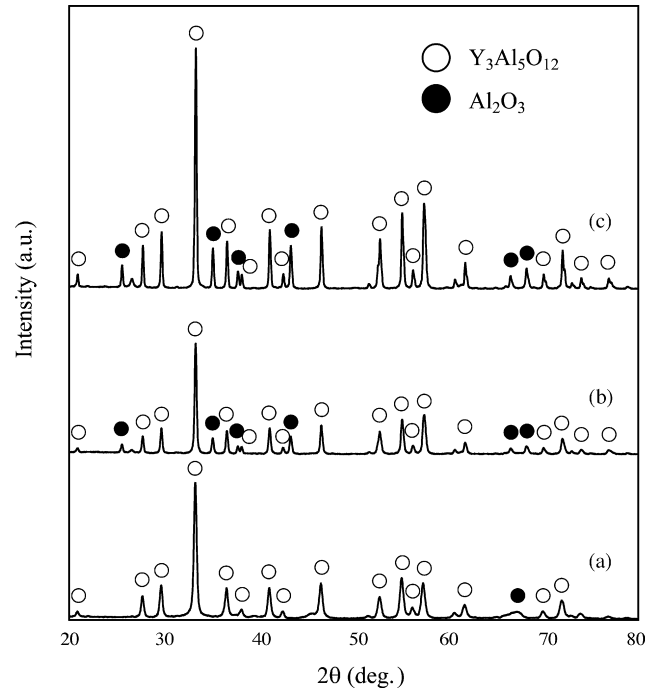 Y₃Al₅O₁₂
Al₂O₃
(c)
(b)
(a)
Intensity (a.u.)
20 30 40 50 60 70 80
2θ (deg.)